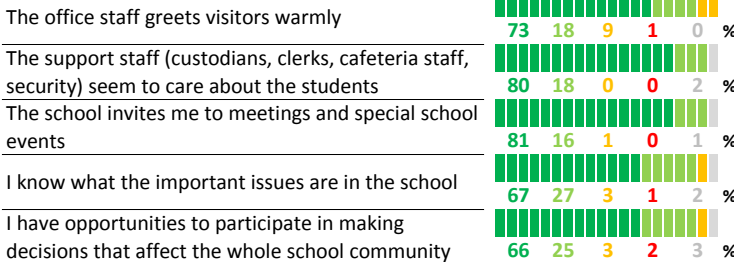 The office staff greets visitors warmly
73 18 9 1 0 %
The support staff (custodians, clerks, cafeteria staff,
security) seem to care about the students
80 18 0 0 2 %
The school invites me to meetings and special school
events
81 16 1 0 1 %
I know what the important issues are in the school
67 27 3 1 2 %
I have opportunities to participate in making
decisions that affect the whole school community
66 25 3 2 3 %